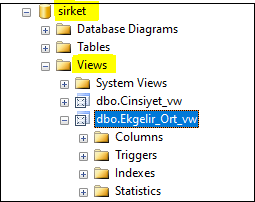 sirket
Database Diagrams
Tables
Views
System Views
dbo.Cinsiyet_vw
dbo.Ekgelir_Ort_vw
Columns
Triggers
Indexes
Statistics